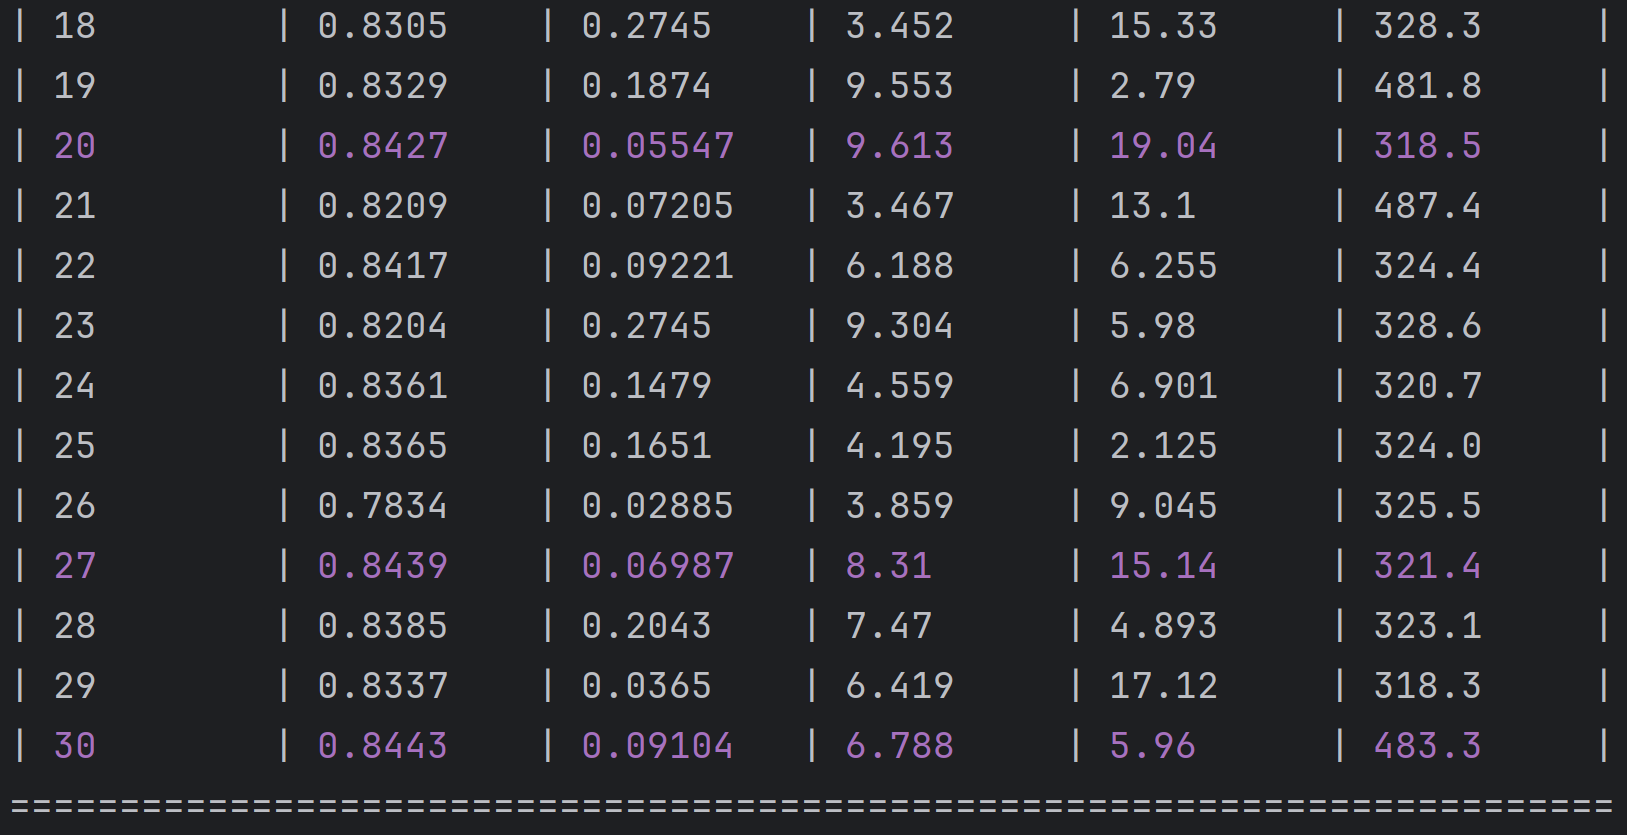 | 18 | 0.8305 | 0.2745 | 3.452 | 15.33 | 328.3 |
| 19 | 0.8329 | 0.1874 | 9.553 | 2.79 | 481.8 |
| 20 | 0.8427 | 0.05547 | 9.613 | 19.04 | 318.5 |
| 21 | 0.8209 | 0.07205 | 3.467 | 13.1 | 487.4 |
| 22 | 0.8417 | 0.09221 | 6.188 | 6.255 | 324.4 |
| 23 | 0.8204 | 0.2745 | 9.304 | 5.98 | 328.6 |
| 24 | 0.8361 | 0.1479 | 4.559 | 6.901 | 320.7 |
| 25 | 0.8365 | 0.1651 | 4.195 | 2.125 | 324.0 |
| 26 | 0.7834 | 0.02885 | 3.859 | 9.045 | 325.5 |
| 27 | 0.8439 | 0.06987 | 8.31 | 15.14 | 321.4 |
| 28 | 0.8385 | 0.2043 | 7.47 | 4.893 | 323.1 |
| 29 | 0.8337 | 0.0365 | 6.419 | 17.12 | 318.3 |
| 30 | 0.8443 | 0.09104 | 6.788 | 5.96 | 483.3 |
=========================================================================